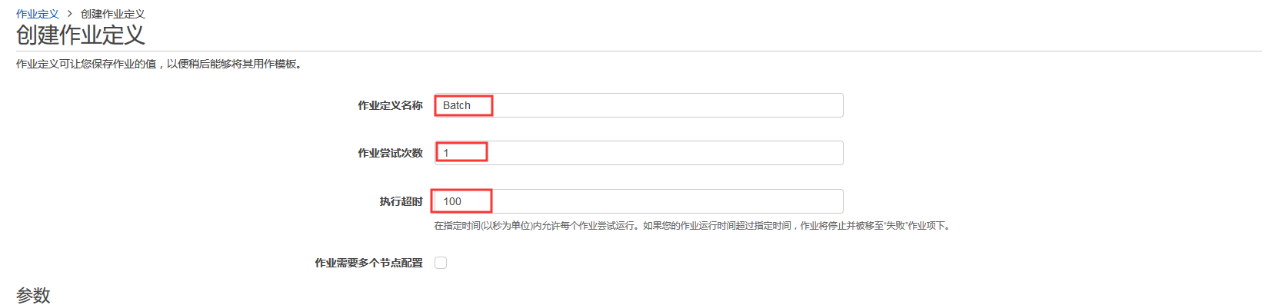 作业定义 > 创建作业定义
创建作业定义
作业定义可让您保存作业的值，以便稍后能够将其用作模板。
作业定义名称 Batch
作业尝试次数 1
执行超时 100
在指定时间(以秒为单位)内允许每个作业尝试运行。如果您的作业运行时间超过指定时间，作业将停止并被移至“失败”作业项下。
作业需要多个节点配置
参数